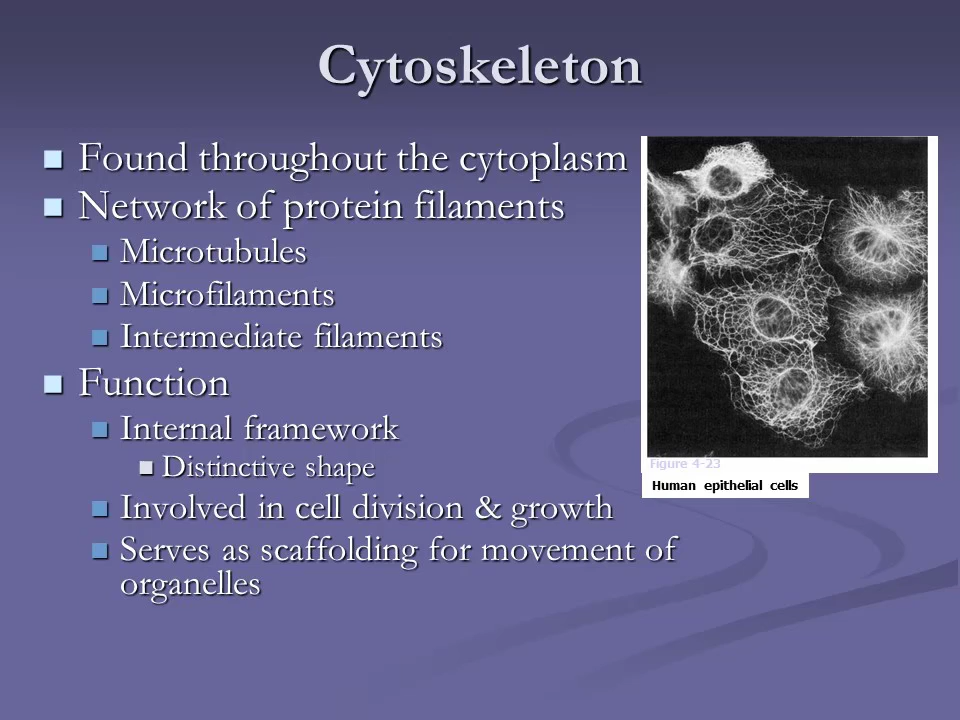 Cytoskeleton
Found throughout the cytoplasm
Network of protein filaments
Microtubules
Microfilaments
Intermediate filaments
Function
Internal framework
Distinctive shape
Involved in cell division & growth
Serves as scaffolding for movement of
organelles
Figure 4-23
Human epithelial cells